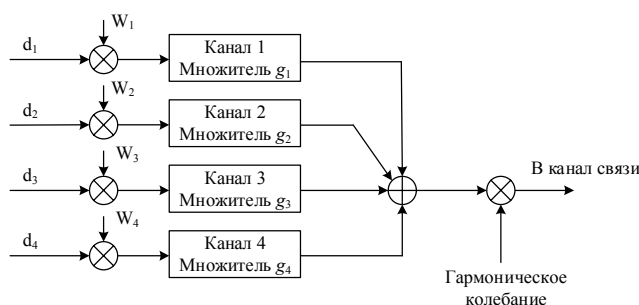 W1
d1
Канал 1
Множитель g1
W2
d2
Канал 2
Множитель g2
W3
d3
Канал 3
Множитель g3
В канал связи
W4
d4
Канал 4
Множитель g4
Гармоническое
колебание